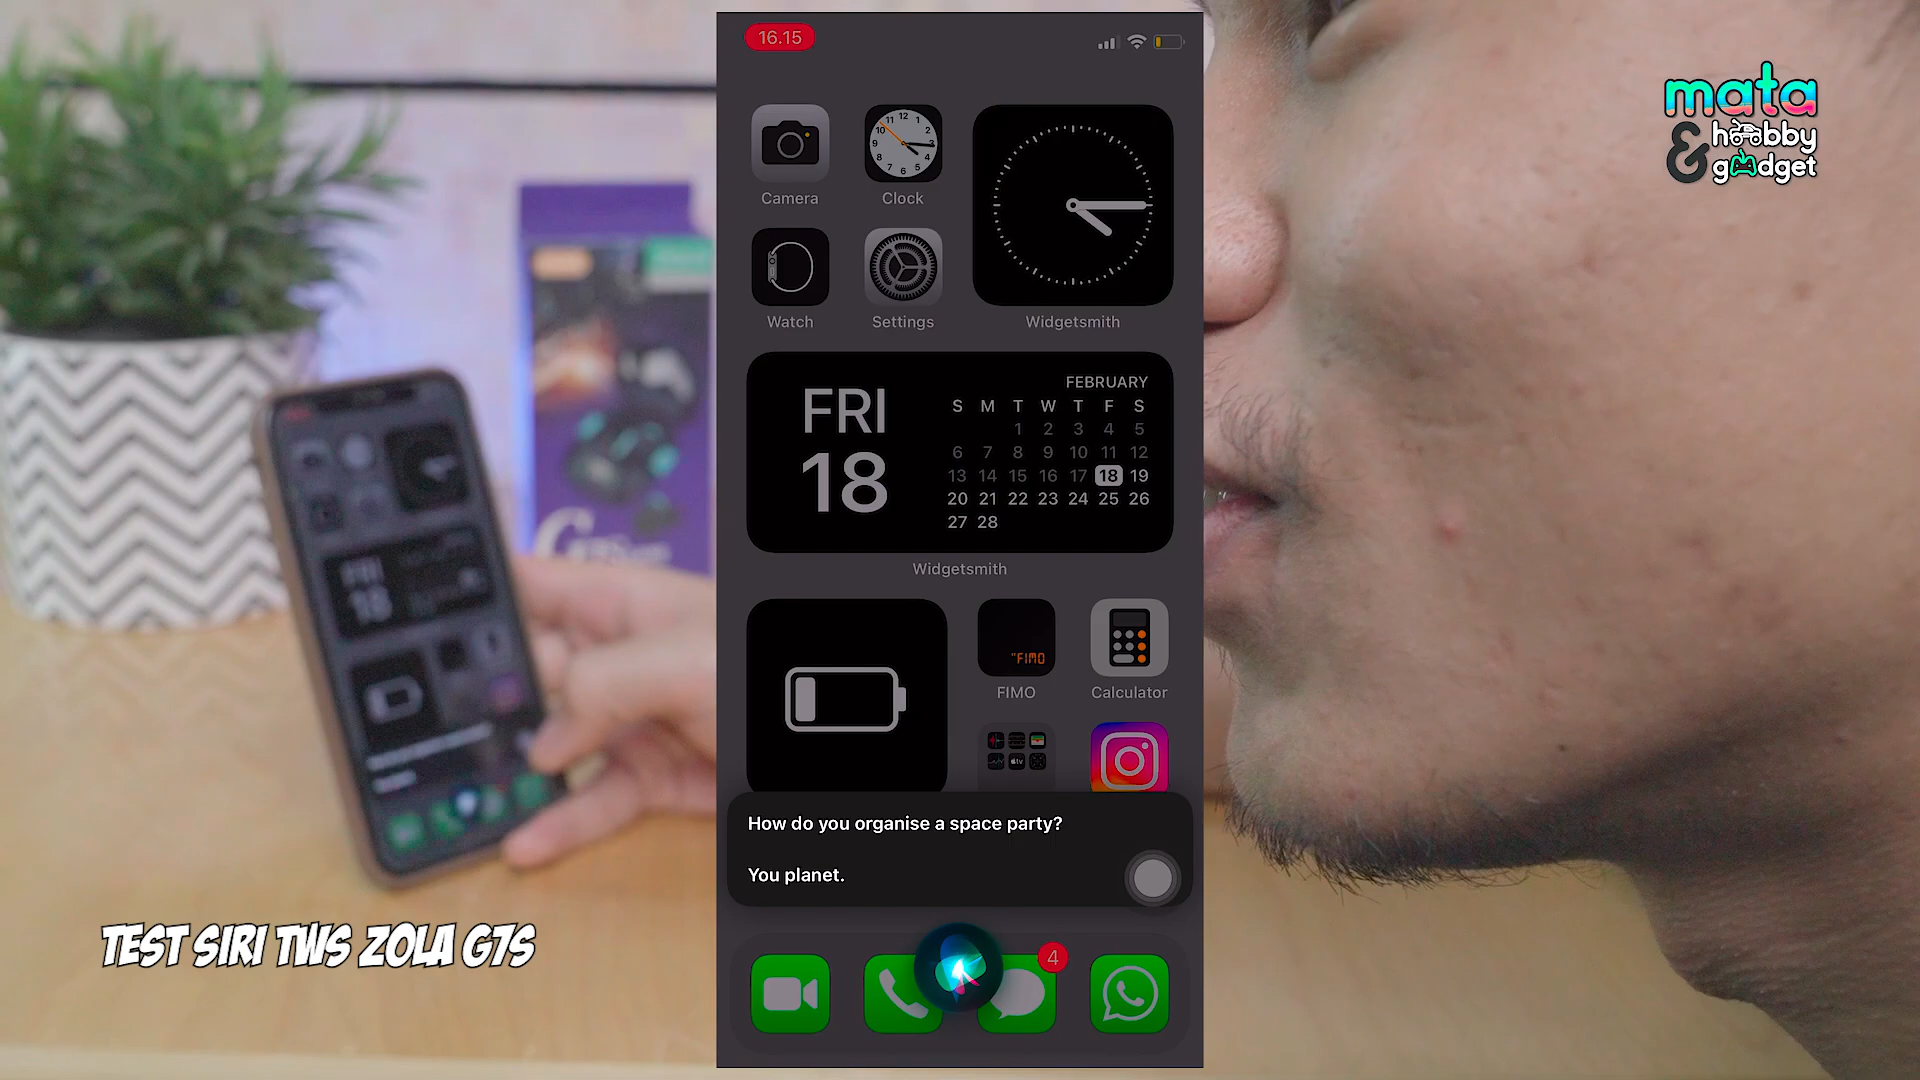 16.15
Camera
Clock
Watch
Settings
Widgetsmith
FRI
18
FEBRUARY
S M T W T F S
1 2 3 4 5
6 7 8 9 10 11 12
13 14 15 16 17 18 19
20 21 22 23 24 25 26
27 28
Widgetsmith
FIMO
FIMO
Calculator
How do you organise a space party?
You planet.
4
mata
& hobby
gadget
TEST SIRI TWS ZOLA G7S
FRI
18